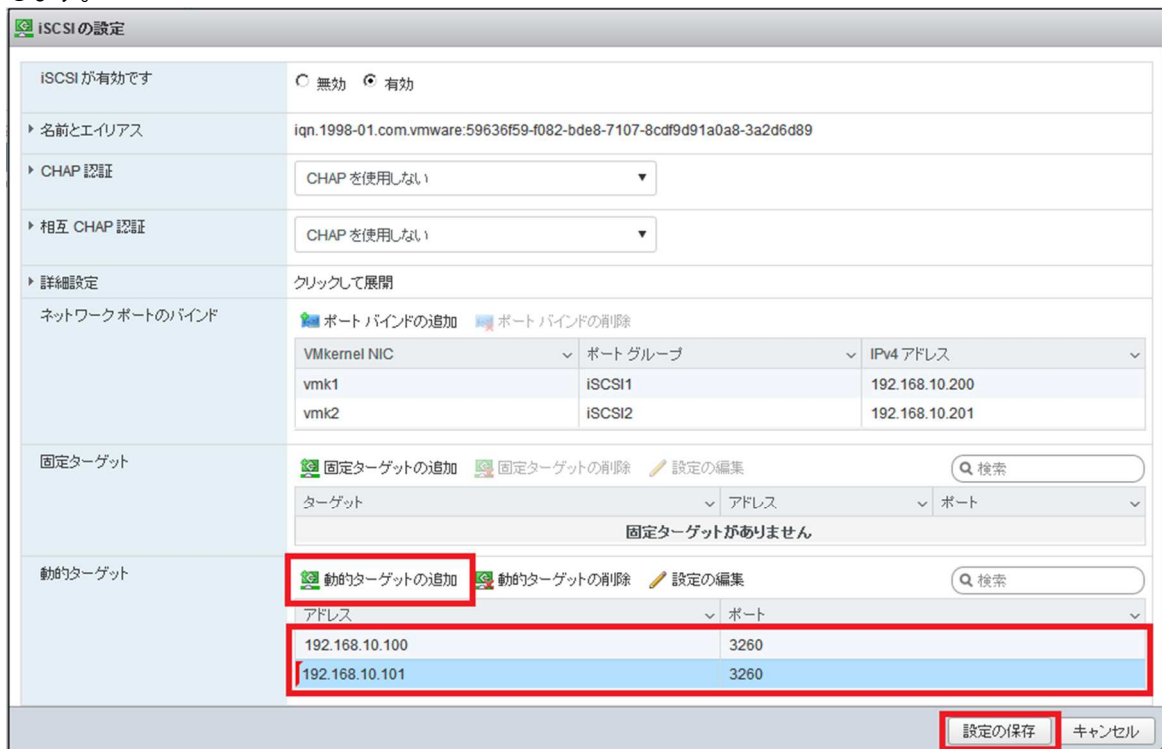 します。
iSCSI の設定
iSCSI が有効です
無効 有効
名前とエイリアス iqn.1998-01.com.vmware:59636f59-f082-bde8-7107-8cdf9d91a0a8-3a2d6d89
CHAP 認証 CHAP を使用しない
相互 CHAP 認証 CHAP を使用しない
詳細設定 クリックして展開
ネットワーク ポートのバインド
ポート バインドの追加 ポート バインドの削除
VMkernel NIC ポート グループ IPv4 アドレス
vmk1 iSCSI1 192.168.10.200
vmk2 iSCSI2 192.168.10.201
固定ターゲット
固定ターゲットの追加 固定ターゲットの削除 設定の編集 検索
ターゲット アドレス ポート
固定ターゲットがありません
動的ターゲット
動的ターゲットの追加 動的ターゲットの削除 設定の編集 検索
アドレス ポート
192.168.10.100 3260
192.168.10.101 3260
設定の保存 キャンセル